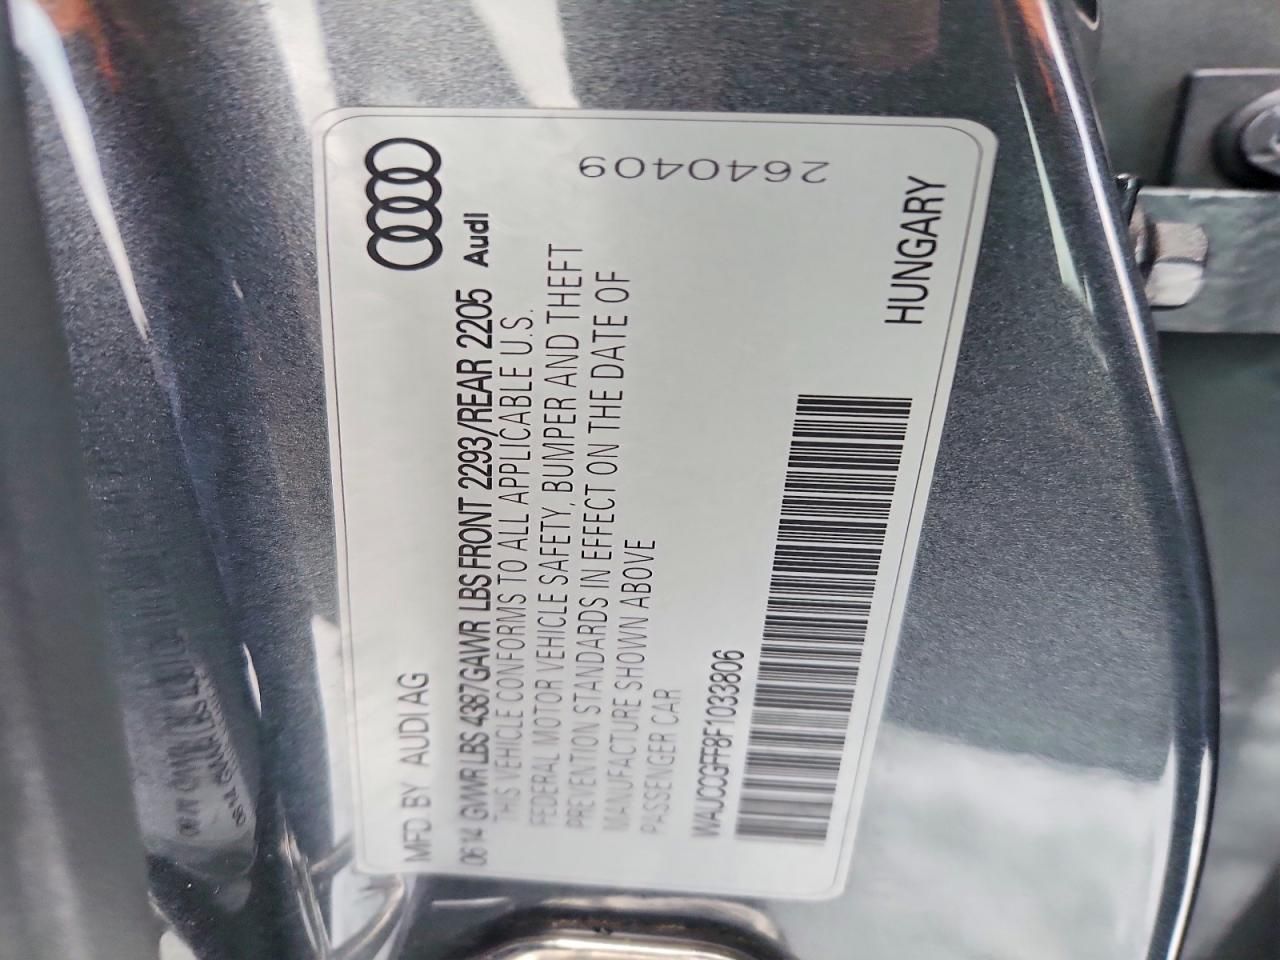 MFD BY AUDI AG
06 14 GVWR LBS 4387 GAWR LBS FRONT 2293/REAR 2205 Audi
THIS VEHICLE CONFORMS TO ALL APPLICABLE U.S.
FEDERAL MOTOR VEHICLE SAFETY, BUMPER AND THEFT
PREVENTION STANDARDS IN EFFECT ON THE DATE OF
MANUFACTURE SHOWN ABOVE
PASSENGER CAR
WAUCCGFF8F1033806
HUNGARY
2640409